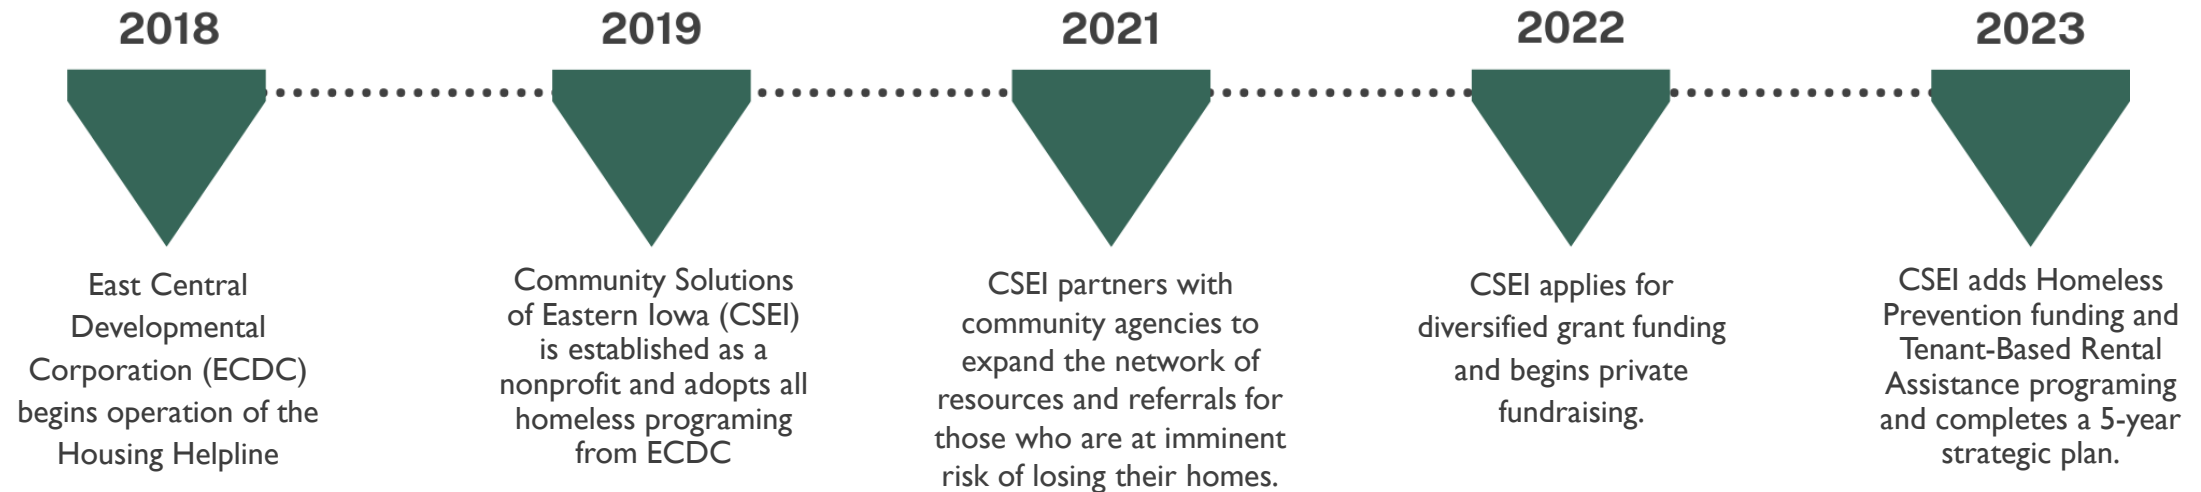 2018
East Central
Developmental
Corporation (ECDC)
begins operation of the
Housing Helpline
2019
Community Solutions
of Eastern Iowa (CSEI)
is established as a
nonprofit and adopts all
homeless programing
from ECDC
2021
CSEI partners with
community agencies to
expand the network of
resources and referrals for
those who are at imminent
risk of losing their homes.
2022
CSEI applies for
diversified grant funding
and begins private
fundraising.
2023
CSEI adds Homeless
Prevention funding and
Tenant-Based Rental
Assistance programing
and completes a 5-year
strategic plan.